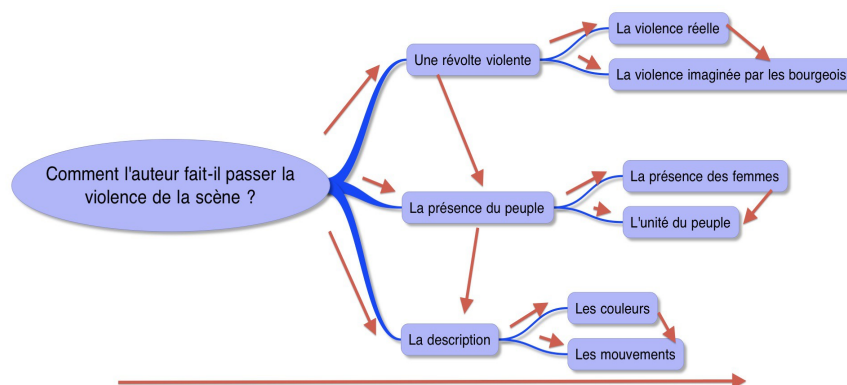 Comment l'auteur fait-il passer la
violence de la scène ?
Une révolte violente
La violence réelle
La violence imaginée par les bourgeois
La présence du peuple
La présence des femmes
L'unité du peuple
La description
Les couleurs
Les mouvements